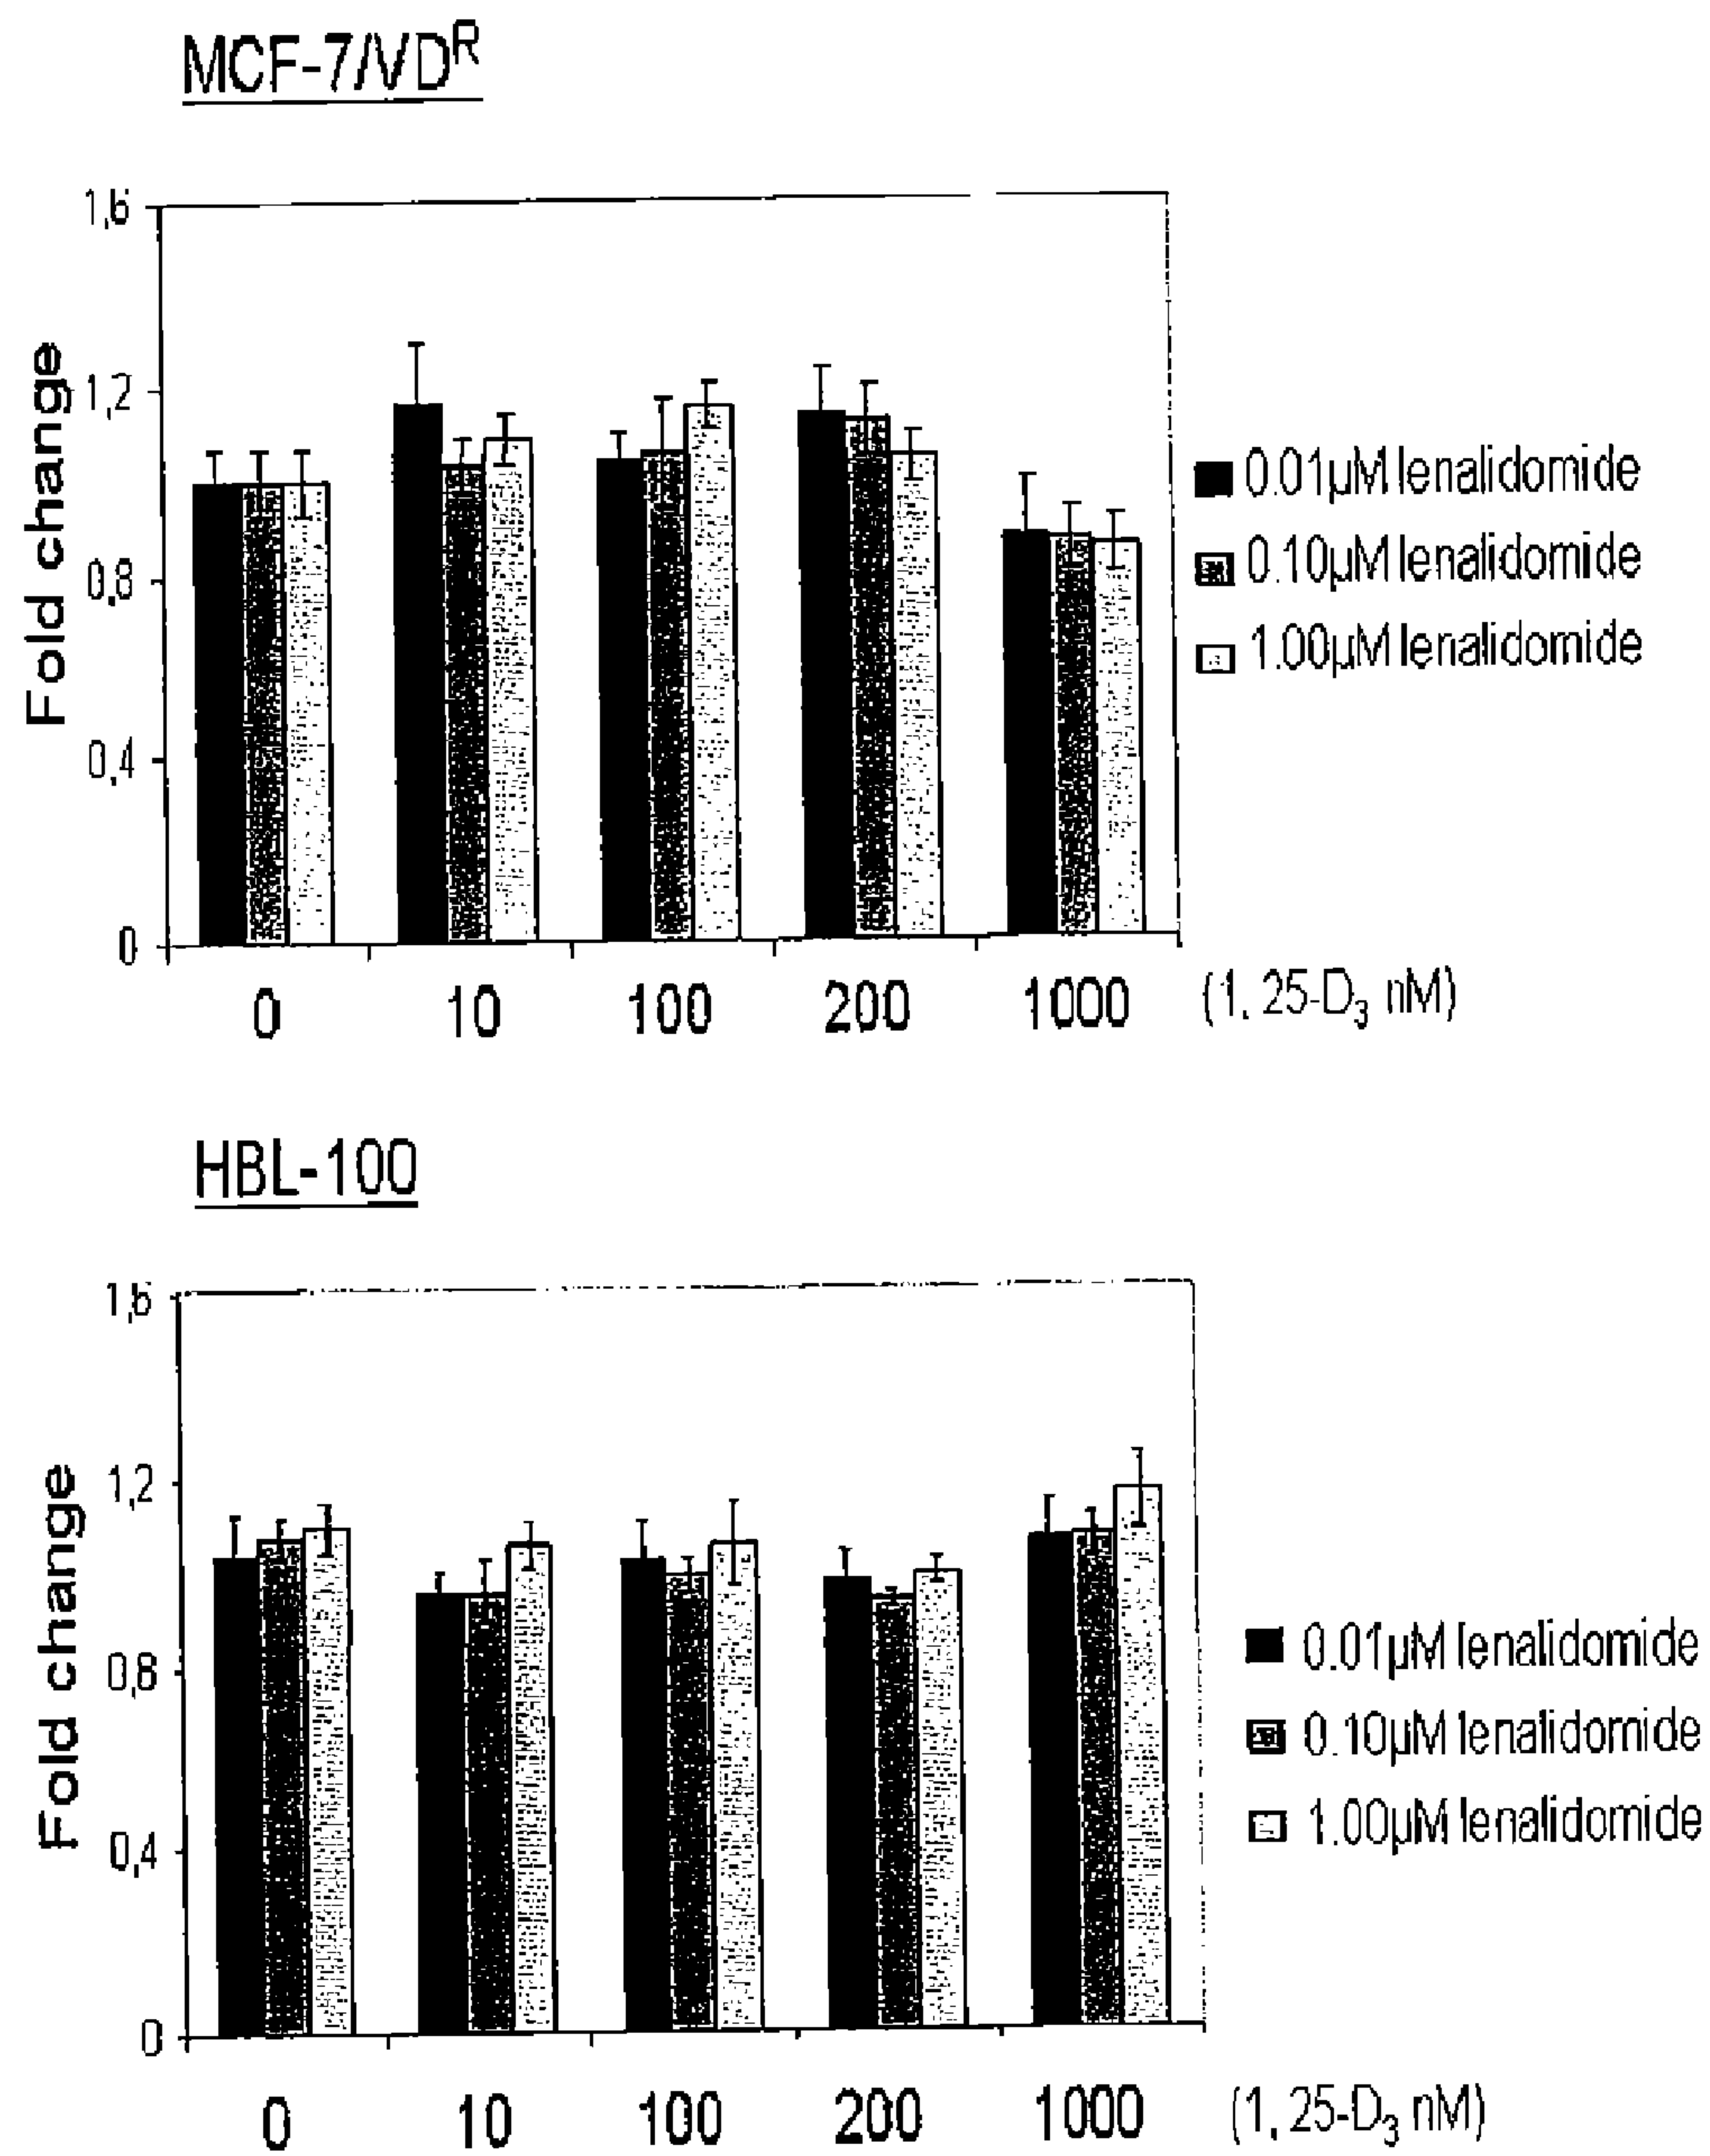 MCF-7/VDR
1,6
1,2
0,8
0,4
0
Fold change
0 10 100 200 1000 (1, 25-D3 nM)
0.01µM lenalidomide
0.10µM lenalidomide
1.00µM lenalidomide
HBL-100
1,6
1,2
0,8
0,4
0
Fold change
0 10 100 200 1000 (1, 25-D3 nM)
0.01µM lenalidomide
0.10µM lenalidomide
1.00µM lenalidomide